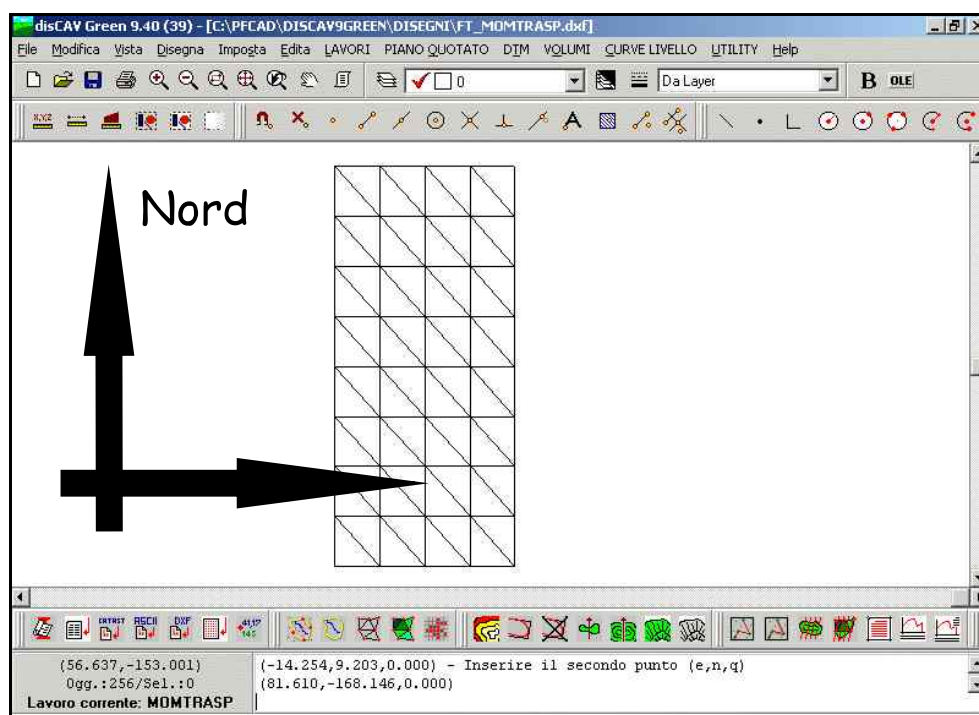 disCAV Green 9.40 (39) - [C:\PFCAD\DISCAV9GREEN\DISEGNI\FT_MOMTRASP.dxf]
File Modifica Vista Disegna Imposta Edita LAVORI PIANO QUOTATO DTM VOLUMI CURVE LIVELLO UTILITY Help
0 Da Layer B OLE
X,Y,Z A
Nord
CATAST ASCII DXF
(56.637,-153.001)
Ogg.:256/Sel.:0
Lavoro corrente: MOMTRASP
(-14.254,9.203,0.000) - Inserire il secondo punto (e,n,q)
(81.610,-168.146,0.000)